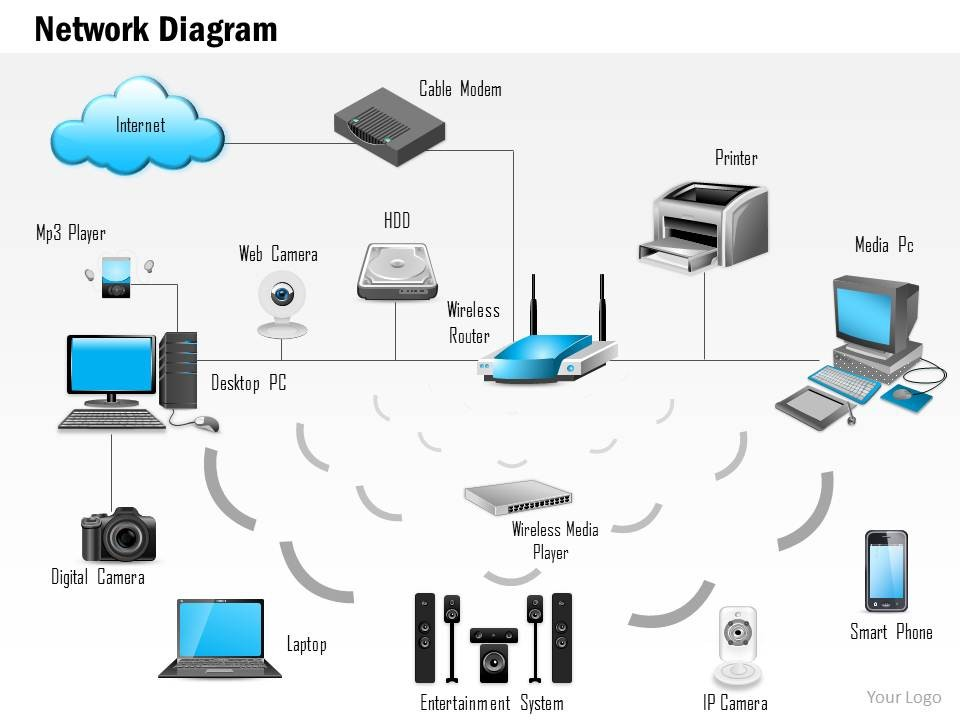 Network Diagram
Cable Modem
Internet
Printer
HDD
Mp3 Player
Media Pc
Web Camera
Wireless
Router
Desktop PC
Wireless Media
Player
Digital Camera
Smart Phone
Laptop
Entertainment System
IP Camera
Your Logo